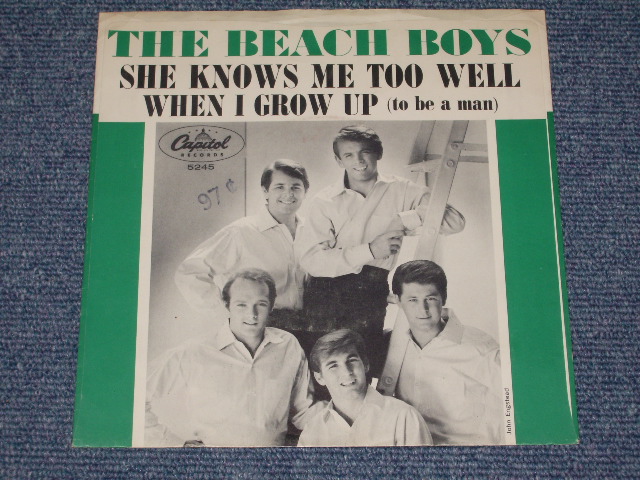 THE BEACH BOYS
SHE KNOWS ME TOO WELL
WHEN I GROW UP (to be a man)
Capitol
RECORDS
5245
97¢
John Engstead